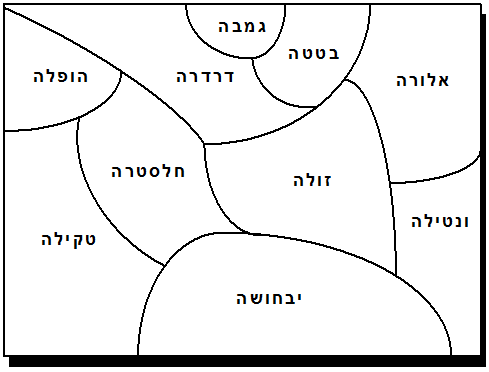 גמבה
בטטה
הופלה
דרדרה
אלורה
חלסטרה
זולה
ונטילה
טקילה
יבחושה